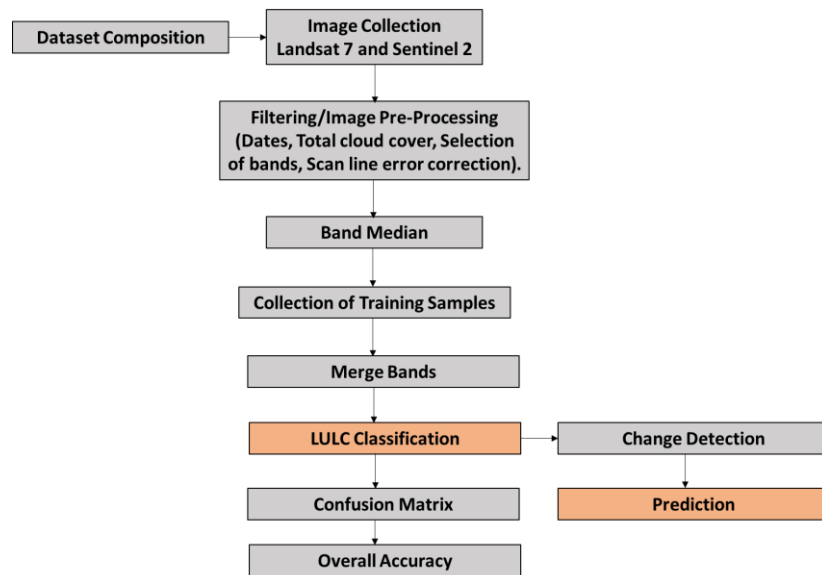 Dataset Composition
Image Collection
Landsat 7 and Sentinel 2
Filtering/Image Pre-Processing
(Dates, Total cloud cover, Selection
of bands, Scan line error correction).
Band Median
Collection of Training Samples
Merge Bands
LULC Classification
Change Detection
Confusion Matrix
Prediction
Overall Accuracy